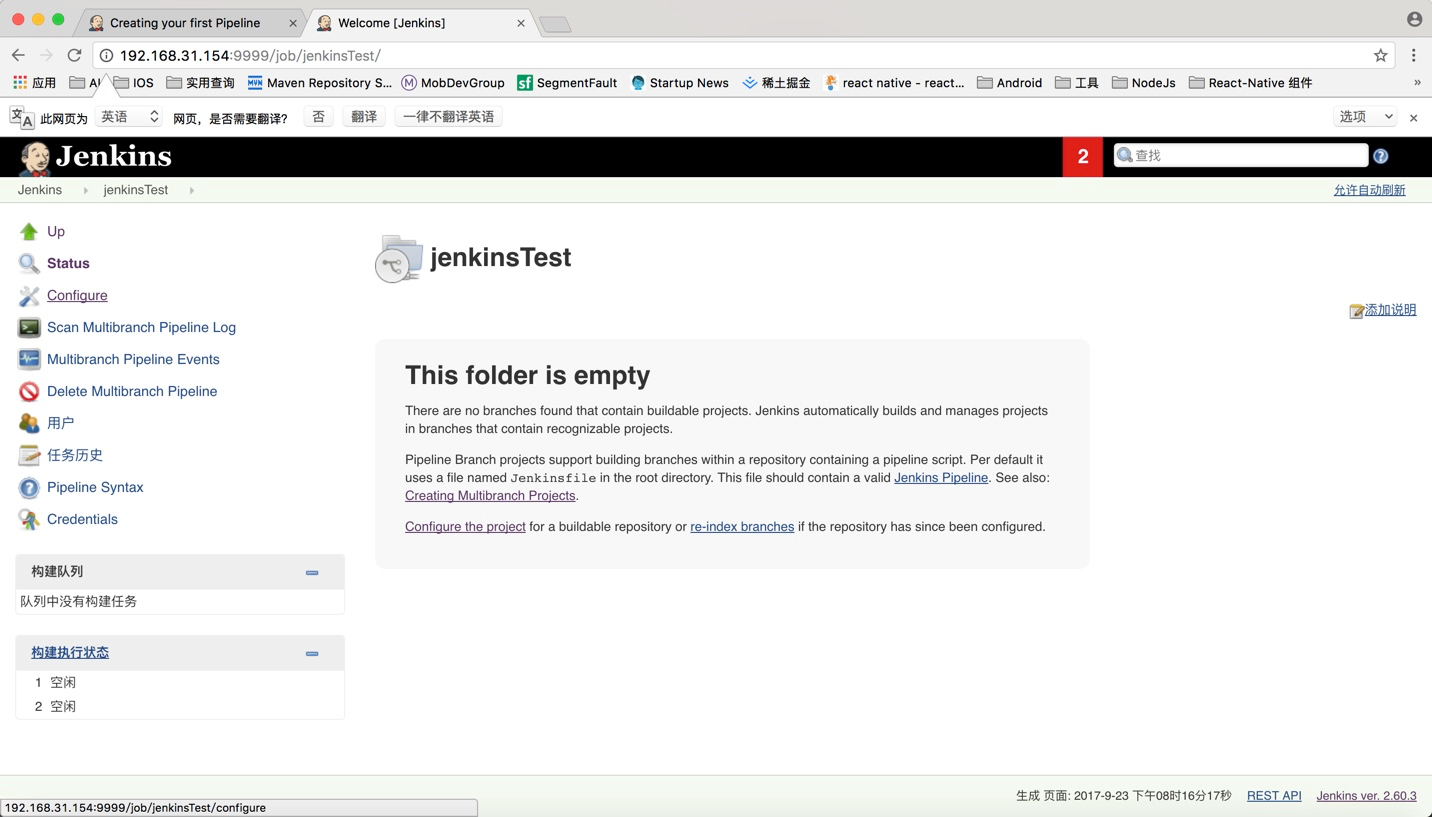 Creating your first Pipeline
Welcome [Jenkins]
192.168.31.154:9999/job/jenkinsTest/
应用 IOS 实用查询 Maven Repository S... MobDevGroup SegmentFault Startup News 稀土掘金 react native - react... Android 工具 NodeJs React-Native 组件 »
此网页为 英语 网页，是否需要翻译? 否 翻译 一律不翻译英语 选项
Jenkins 2 查找
Jenkins jenkinsTest 允许自动刷新
Up
Status
Configure
Scan Multibranch Pipeline Log
Multibranch Pipeline Events
Delete Multibranch Pipeline
用户
任务历史
Pipeline Syntax
Credentials
构建队列
队列中没有构建任务
构建执行状态
1 空闲
2 空闲
jenkinsTest
添加说明
This folder is empty
There are no branches found that contain buildable projects. Jenkins automatically builds and manages projects
in branches that contain recognizable projects.
Pipeline Branch projects support building branches within a repository containing a pipeline script. Per default it
uses a file named Jenkinsfile in the root directory. This file should contain a valid Jenkins Pipeline. See also:
Creating Multibranch Projects.
Configure the project for a buildable repository or re-index branches if the repository has since been configured.
生成 页面: 2017-9-23 下午08时16分17秒 REST API Jenkins ver. 2.60.3
192.168.31.154:9999/job/jenkinsTest/configure